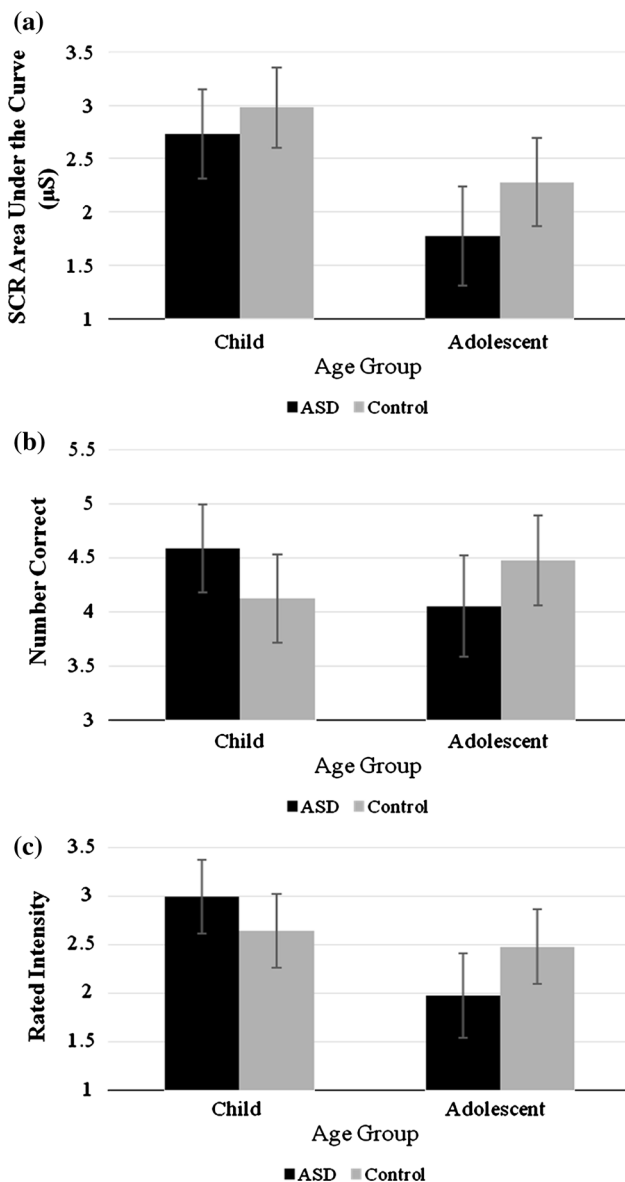 (a)
SCR Area Under the Curve
(µS)
3.5
3
2.5
2
1.5
1
Child
Adolescent
Age Group
ASD Control
(b)
Number Correct
5.5
5
4.5
4
3.5
3
Child
Adolescent
Age Group
ASD Control
(c)
Rated Intensity
3.5
3
2.5
2
1.5
1
Child
Adolescent
Age Group
ASD Control